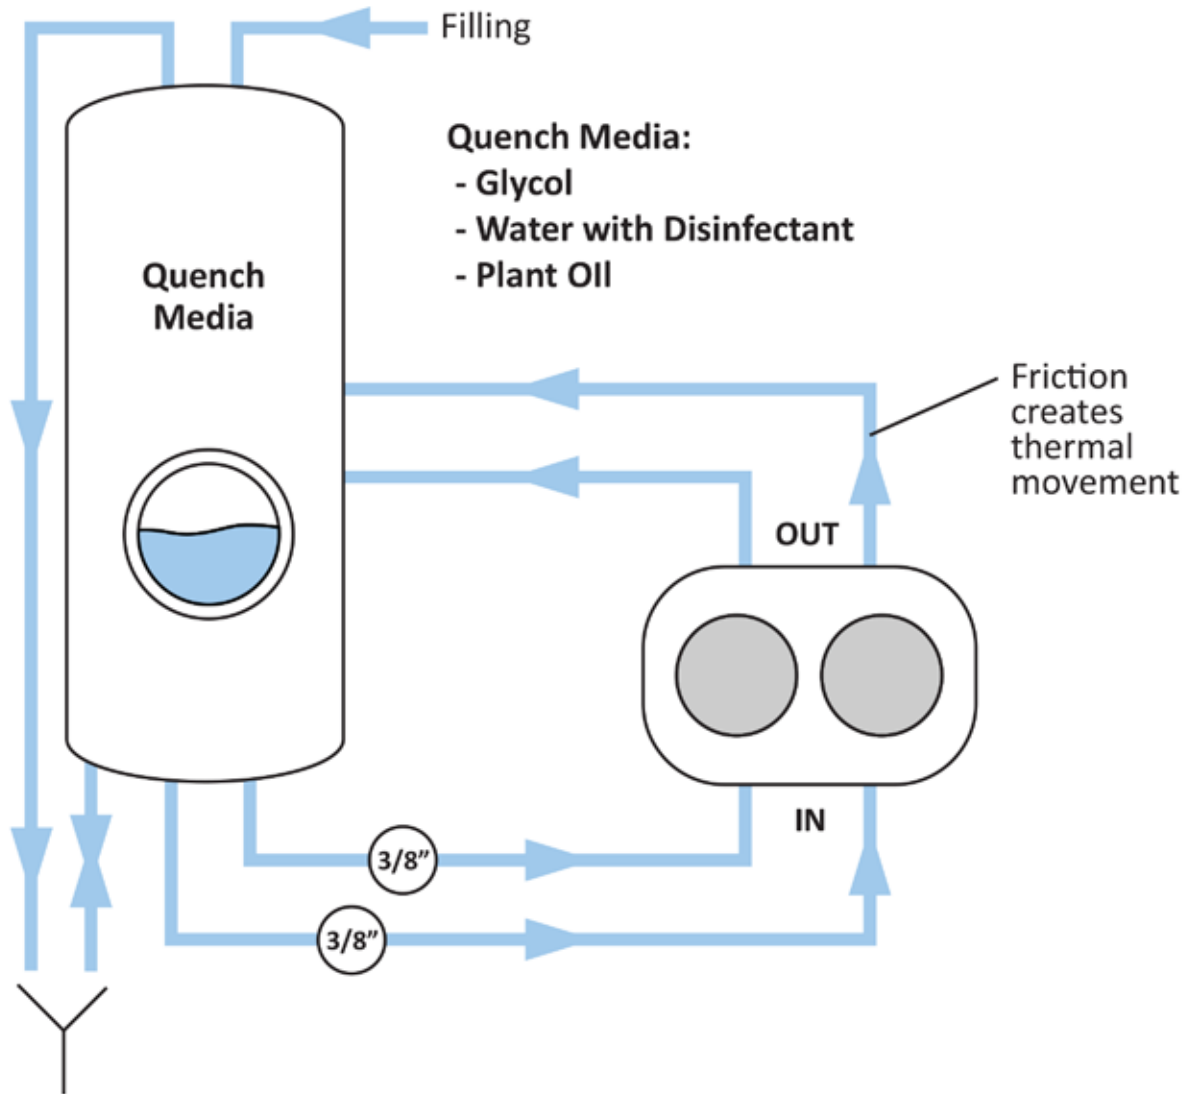 Filling
Quench Media:
- Glycol
- Water with Disinfectant
- Plant OIl
Quench
Media
Friction
creates
thermal
movement
OUT
IN
3/8”
3/8”